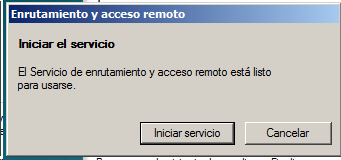 Enrutamiento y acceso remoto
Iniciar el servicio
El Servicio de enrutamiento y acceso remoto está listo
para usarse.
Iniciar servicio
Cancelar